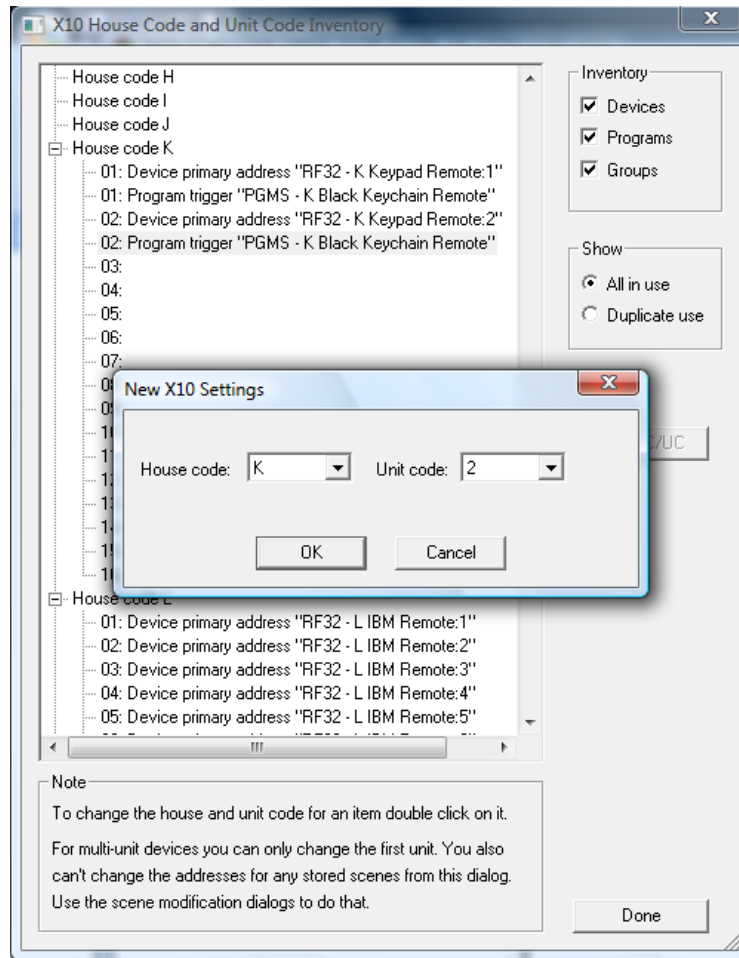 X10 House Code and Unit Code Inventory
House code H
House code I
House code J
House code K
01: Device primary address "RF32 - K Keypad Remote:1"
01: Program trigger "PGMS - K Black Keychain Remote"
02: Device primary address "RF32 - K Keypad Remote:2"
02: Program trigger "PGMS - K Black Keychain Remote"
03:
04:
05:
06:
07:
House code L
01: Device primary address "RF32 - L IBM Remote:1"
02: Device primary address "RF32 - L IBM Remote:2"
03: Device primary address "RF32 - L IBM Remote:3"
04: Device primary address "RF32 - L IBM Remote:4"
05: Device primary address "RF32 - L IBM Remote:5"
Inventory
Devices
Programs
Groups
Show
All in use
Duplicate use
C/UC
New X10 Settings
House code: K Unit code: 2
OK Cancel
Note
To change the house and unit code for an item double click on it.
For multi-unit devices you can only change the first unit. You also
can't change the addresses for any stored scenes from this dialog.
Use the scene modification dialogs to do that.
Done